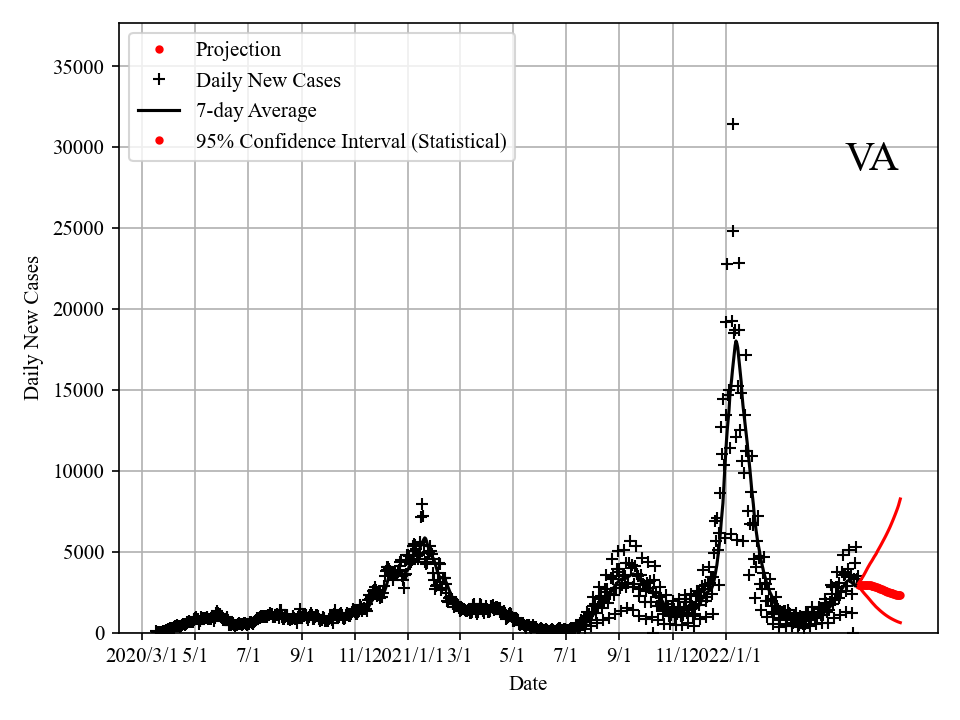 Projection
Daily New Cases
7-day Average
95% Confidence Interval (Statistical)
VA
Daily New Cases
35000
30000
25000
20000
15000
10000
5000
0
2020/3/1 5/1 7/1 9/1 11/1 2021/1/1 3/1 5/1 7/1 9/1 11/1 2022/1/1
Date